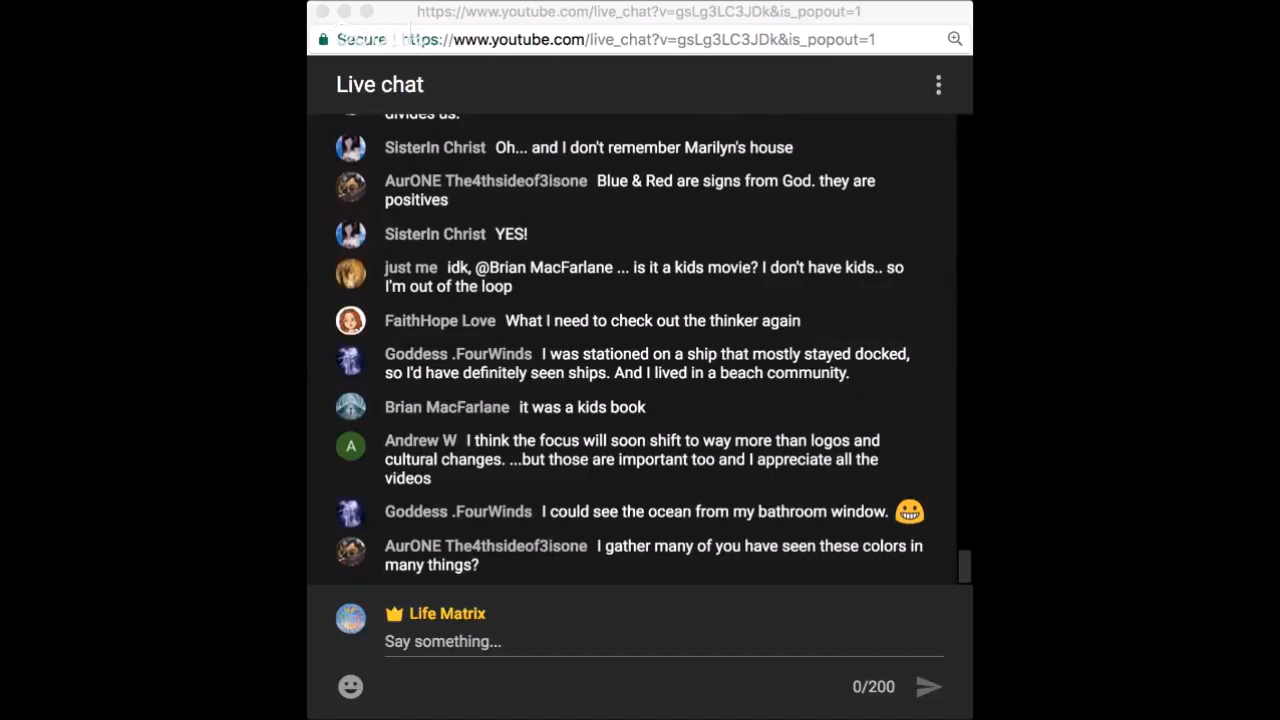 https://www.youtube.com/live_chat?v=gsLg3LC3JDk&is_popout=1
Secure https://www.youtube.com/live_chat?v=gsLg3LC3JDk&is_popout=1
Live chat
divides us.
SisterIn Christ Oh... and I don't remember Marilyn's house
AurONE The4thsideof3isone Blue & Red are signs from God. they are
positives
SisterIn Christ YES!
just me idk, @Brian MacFarlane ... is it a kids movie? I don't have kids.. so
I'm out of the loop
FaithHope Love What I need to check out the thinker again
Goddess .FourWinds I was stationed on a ship that mostly stayed docked,
so I'd have definitely seen ships. And I lived in a beach community.
Brian MacFarlane it was a kids book
A
Andrew W I think the focus will soon shift to way more than logos and
cultural changes. ...but those are important too and I appreciate all the
videos
Goddess .FourWinds I could see the ocean from my bathroom window.
AurONE The4thsideof3isone I gather many of you have seen these colors in
many things?
Life Matrix
Say something...
0/200